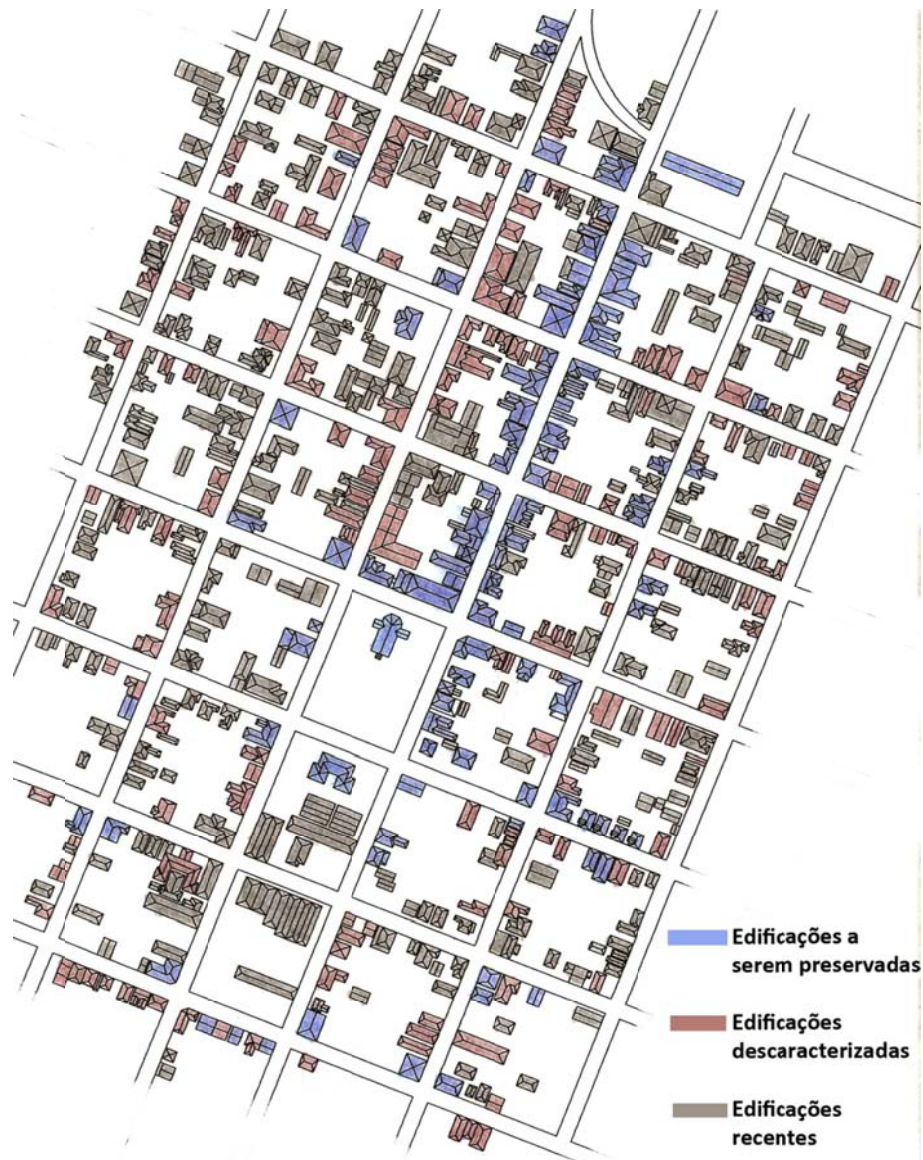 Edificações a
serem preservadas
Edificações
descaracterizadas
Edificações
recentes